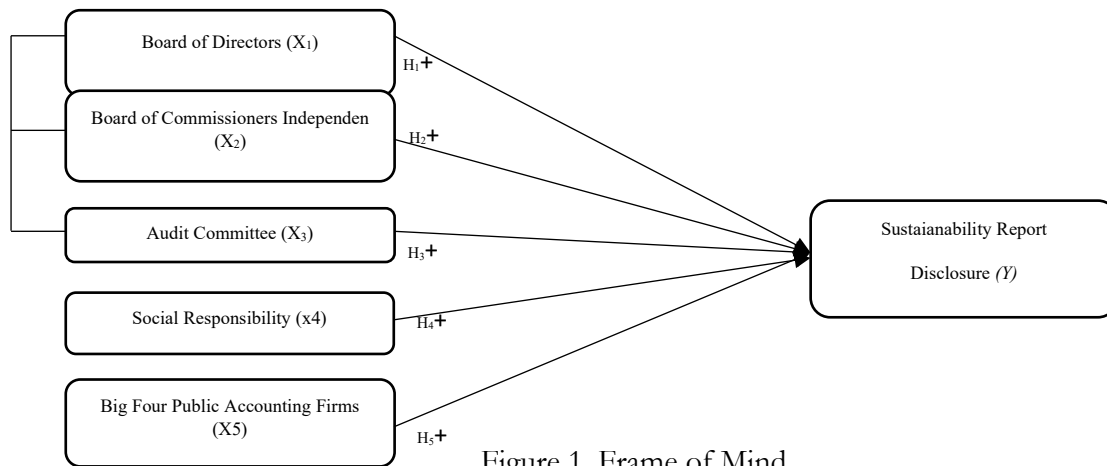 Board of Directors (X₁)
H₁+
Board of Commissioners Independen
(X₂)
H₂+
Audit Committee (X₃)
H₃+
Sustaianability Report
Disclosure (Y)
Social Responsibility (x4)
H₄+
Big Four Public Accounting Firms
(X5)
H₅+
Figure 1. Frame of Mind